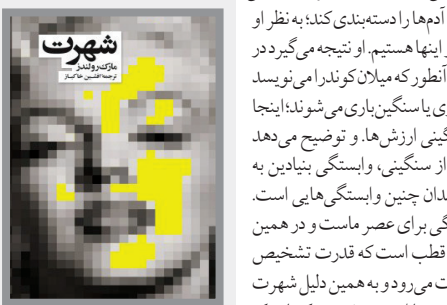 شهرت
مارک رولندز
ترجمه افشین خاکباز
آدم‌ها را دسته‌بندی کند؛ به نظر او
اینها هستیم. او نتیجه می‌گیرد در
آنطور که میلان کوندرا می‌نویسد
ی یا سنگین‌باری می‌شوند؛ اینجا
گینی ارزش‌ها. و توضیح می‌دهد
از سنگینی، وابستگی بنیادین به
دان چنین وابستگی‌هایی است.
گی برای عصر ماست و در همین
قطب است که قدرت تشخیص
ت می‌رود و به همین دلیل شهرت